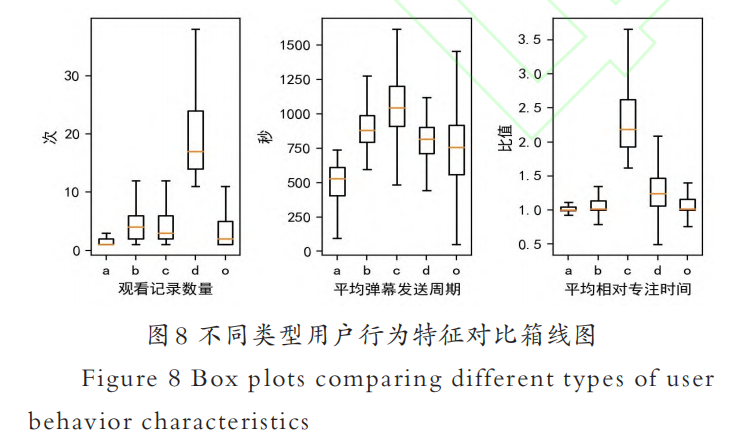 30
20
10
0
次
a b c d o
观看记录数量
1500
1250
1000
750
500
250
0
秒
a b c d o
平均弹幕发送周期
3.5
3.0
2.5
2.0
1.5
1.0
0.5
比值
a b c d o
平均相对专注时间
图8 不同类型用户行为特征对比箱线图
Figure 8 Box plots comparing different types of user
behavior characteristics